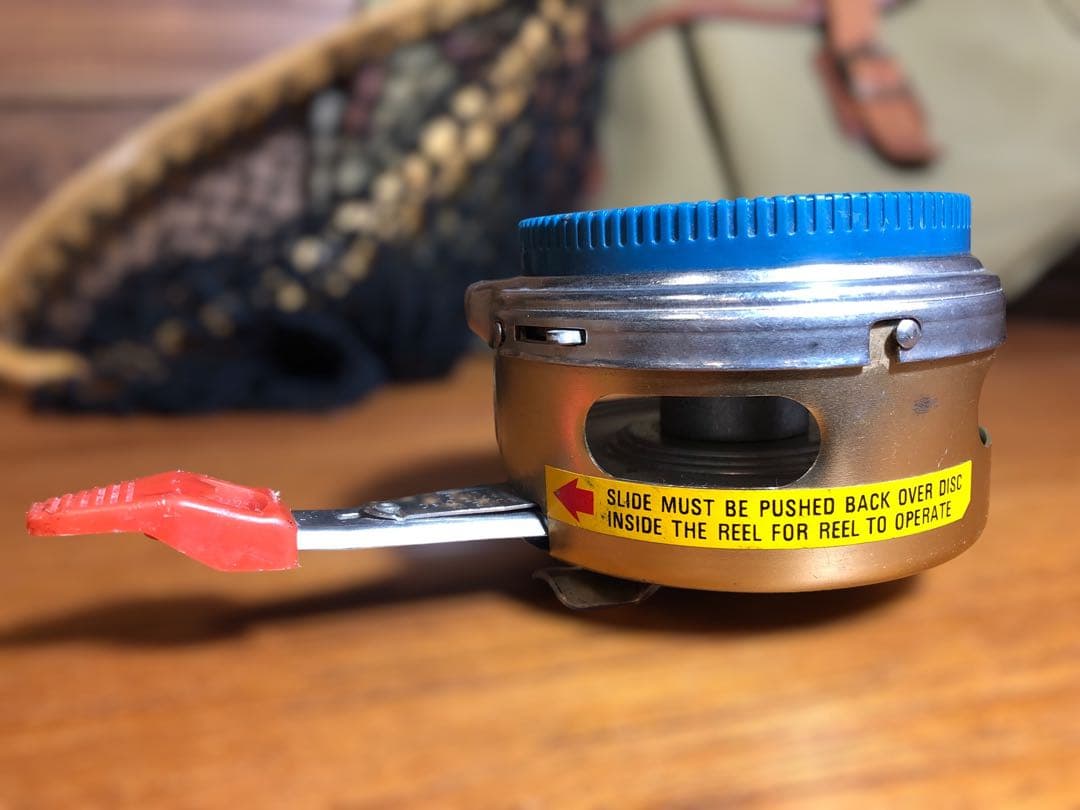 SLIDE MUST BE PUSHED BACK OVER DISC
INSIDE THE REEL FOR REEL TO OPERATE